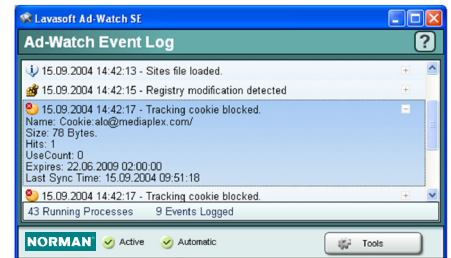 Lavasoft Ad-Watch SE
Ad-Watch Event Log
?
15.09.2004 14:42:13 - Sites file loaded.
15.09.2004 14:42:15 - Registry modification detected
15.09.2004 14:42:17 - Tracking cookie blocked.
Name: Cookie:alo@mediaplex.com/
Size: 78 Bytes.
Hits: 1
UseCount: 0
Expires: 22.06.2009 02:00:00
Last Sync Time: 15.09.2004 09:51:18
15.09.2004 14:42:17 - Tracking cookie blocked.
43 Running Processes 9 Events Logged
NORMAN Active Automatic Tools